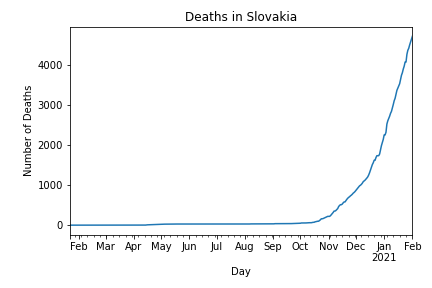 Deaths in Slovakia
Number of Deaths
4000
3000
2000
1000
0
Feb Mar Apr May Jun Jul Aug Sep Oct Nov Dec Jan Feb
2021
Day